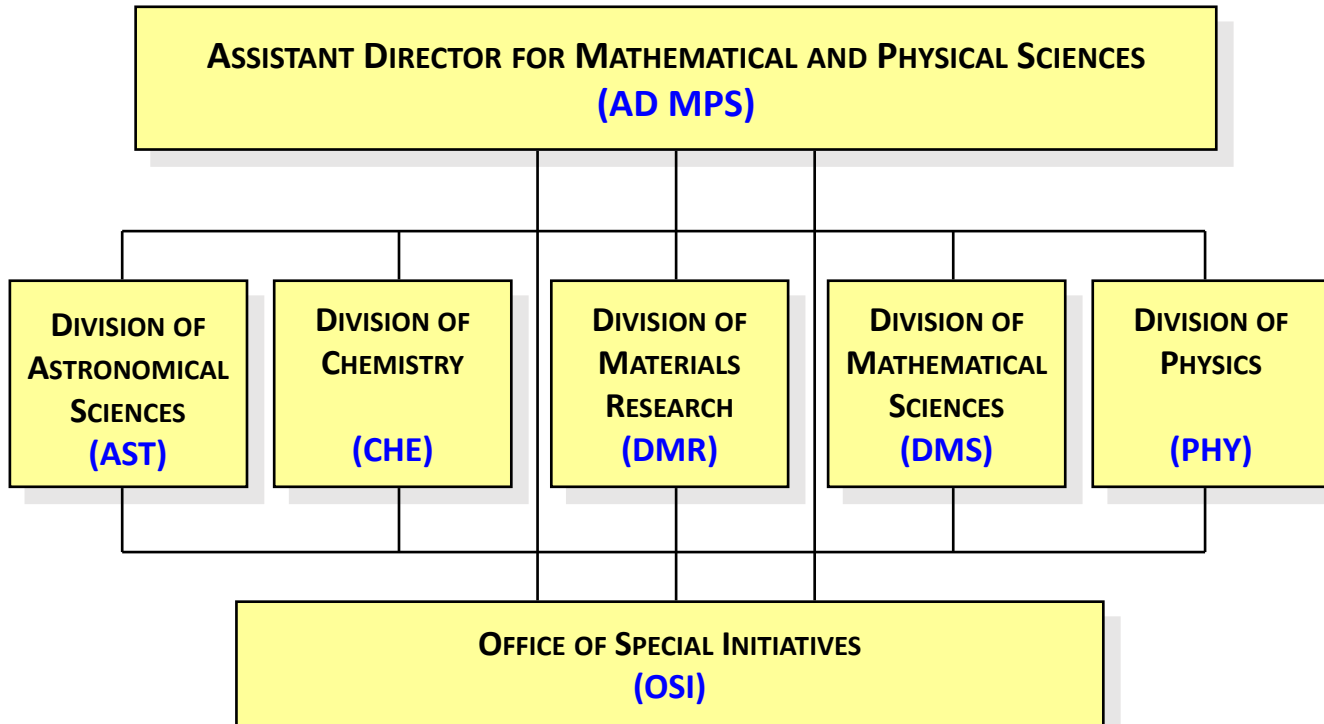 ASSISTANT DIRECTOR FOR MATHEMATICAL AND PHYSICAL SCIENCES
(AD MPS)
DIVISION OF
ASTRONOMICAL
SCIENCES
(AST)
DIVISION OF
CHEMISTRY
(CHE)
DIVISION OF
MATERIALS
RESEARCH
(DMR)
DIVISION OF
MATHEMATICAL
SCIENCES
(DMS)
DIVISION OF
PHYSICS
(PHY)
OFFICE OF SPECIAL INITIATIVES
(OSI)